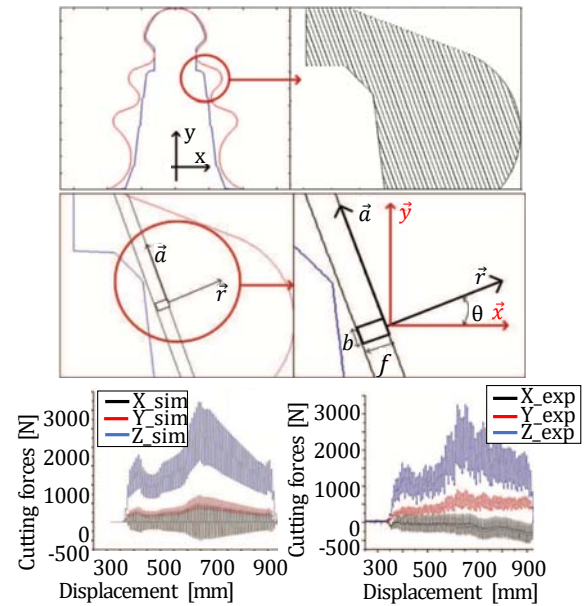 y
x
a⃗
r⃗
a⃗
y⃗
r⃗
θ
x⃗
b
f
Cutting forces [N]
3000
2000
1000
0
-500
X_sim
Y_sim
Z_sim
300 500 700 900
Displacement [mm]
Cutting forces [N]
3000
2000
1000
0
-500
X_exp
Y_exp
Z_exp
300 500 700 900
Displacement [mm]